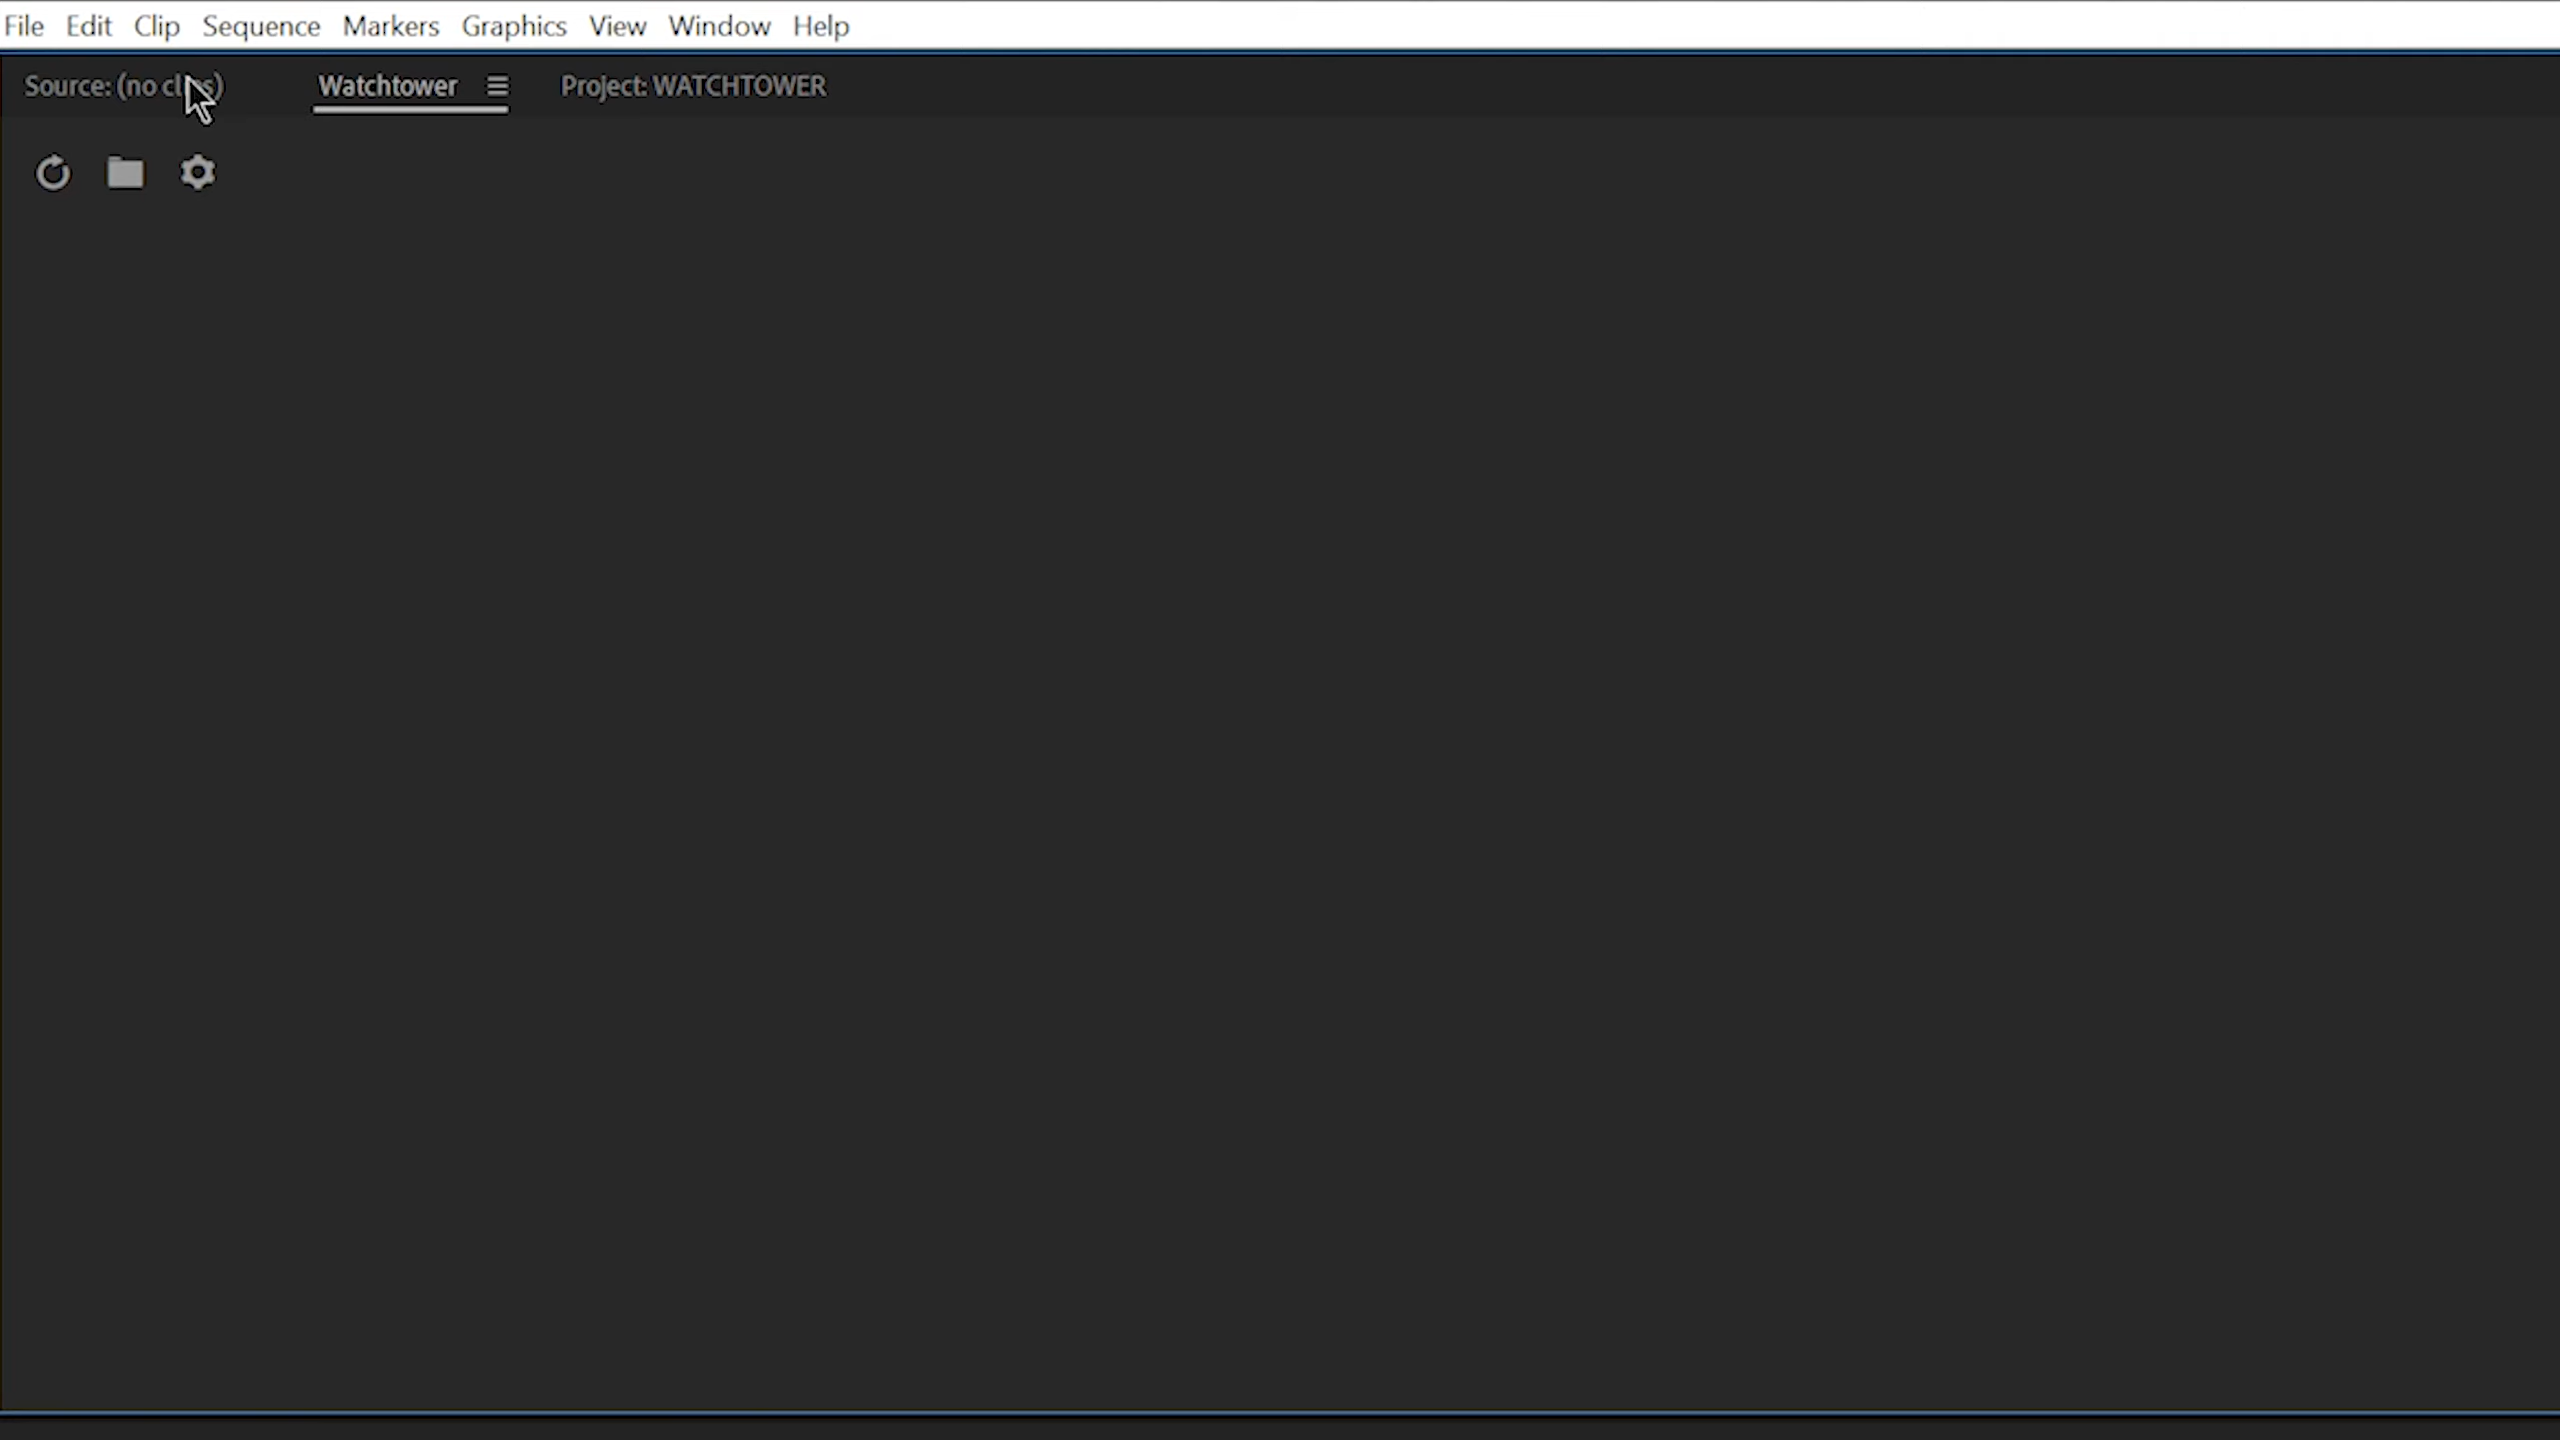 File Edit Clip Sequence Markers Graphics View Window Help
Source: (no Watchtower Project: WATCHTOWER